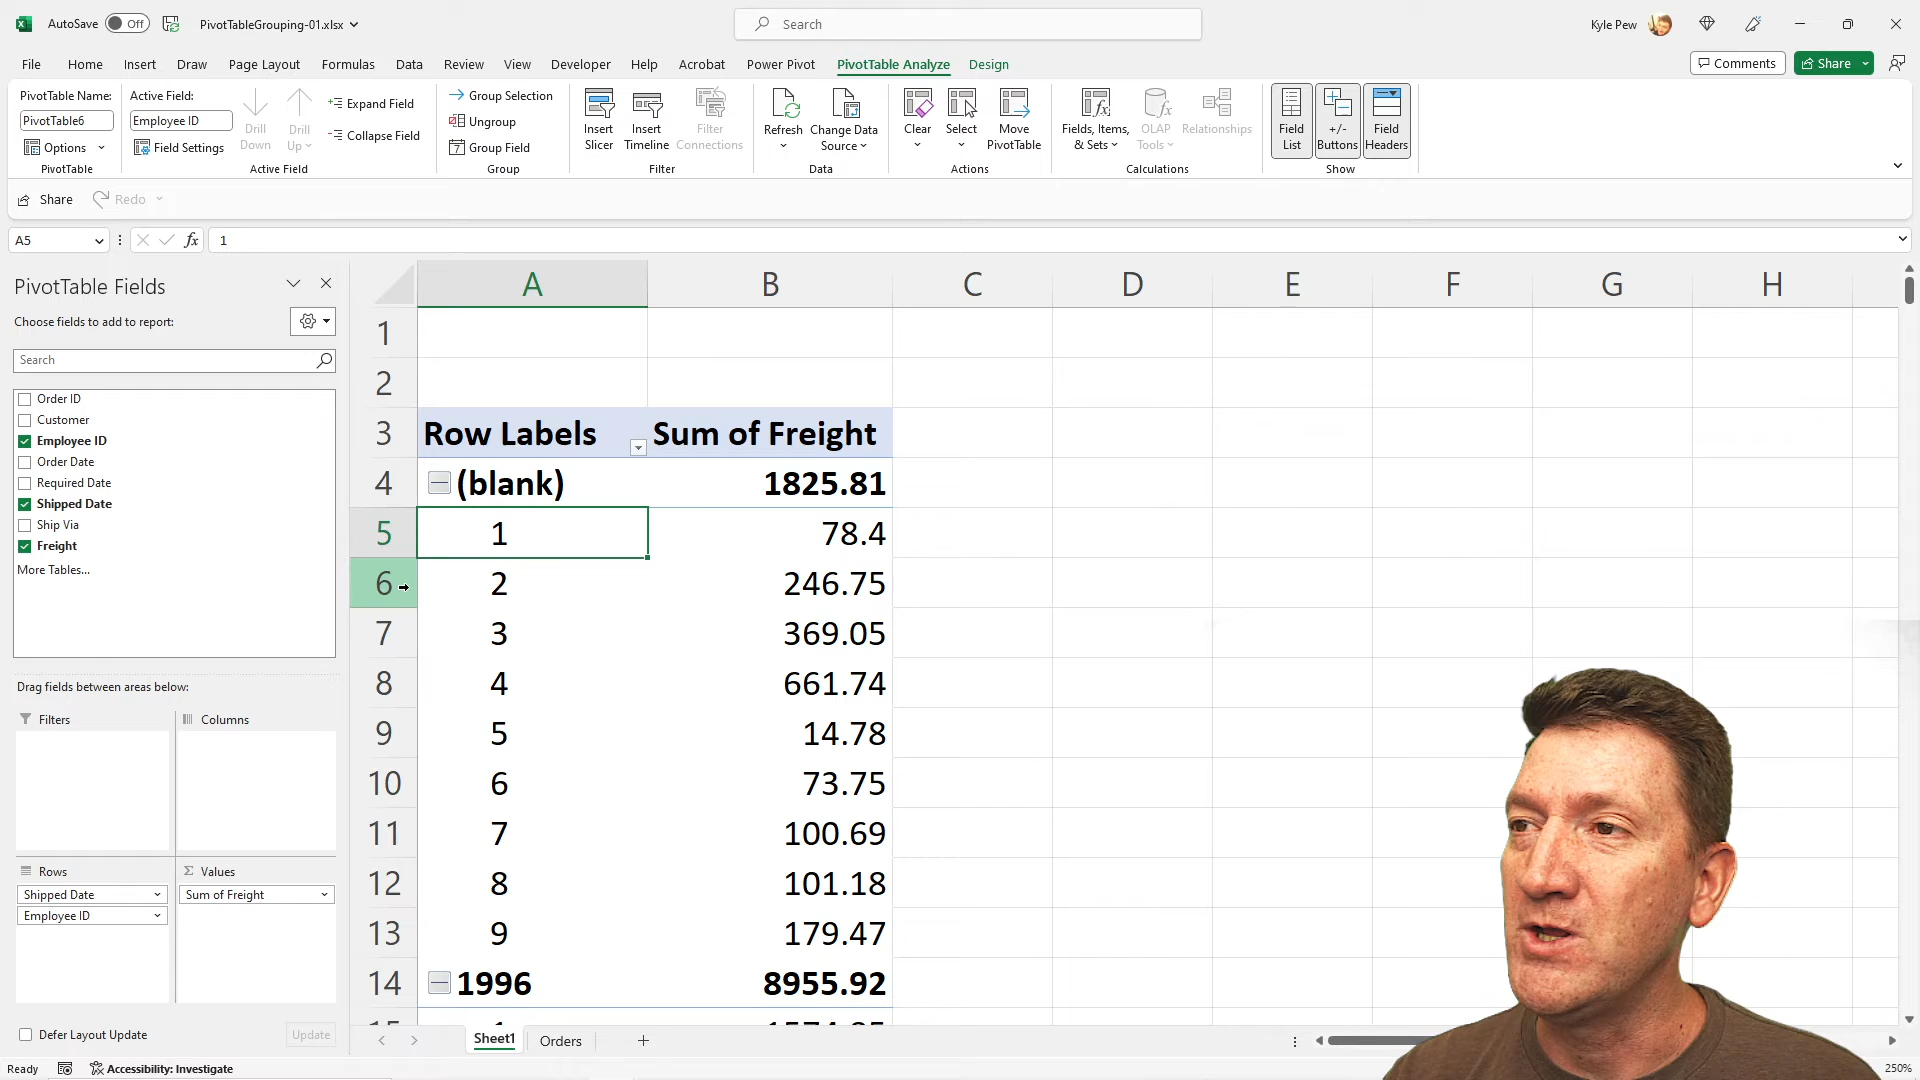 AutoSave Off PivotTableGrouping-01.xlsx Search Kyle Pew
File Home Insert Draw Page Layout Formulas Data Review View Developer Help Acrobat Power Pivot PivotTable Analyze Design Comments Share
PivotTable Name:
PivotTable6
Options
PivotTable
Active Field:
Employee ID
Field Settings
Drill Down
Drill Up
Expand Field
Collapse Field
Active Field
Group Selection
Ungroup
Group Field
Group
Insert Slicer
Insert Timeline
Filter Connections
Filter
Refresh
Change Data Source
Data
Clear
Select
Move PivotTable
Actions
Fields, Items, & Sets
OLAP Tools
Relationships
Calculations
Field List
+/- Buttons
Field Headers
Show
Share Redo
A5 fx 1
PivotTable Fields
Choose fields to add to report:
Search
Order ID
Customer
Employee ID
Order Date
Required Date
Shipped Date
Ship Via
Freight
More Tables...
Drag fields between areas below:
Filters
Columns
Rows
Shipped Date
Employee ID
Values
Sum of Freight
Defer Layout Update Update
A B C D E F G H
1
2
3 Row Labels Sum of Freight
4 (blank) 1825.81
5 1 78.4
6 2 246.75
7 3 369.05
8 4 661.74
9 5 14.78
10 6 73.75
11 7 100.69
12 8 101.18
13 9 179.47
14 1996 8955.92
Sheet1 Orders
Ready Accessibility: Investigate 250%